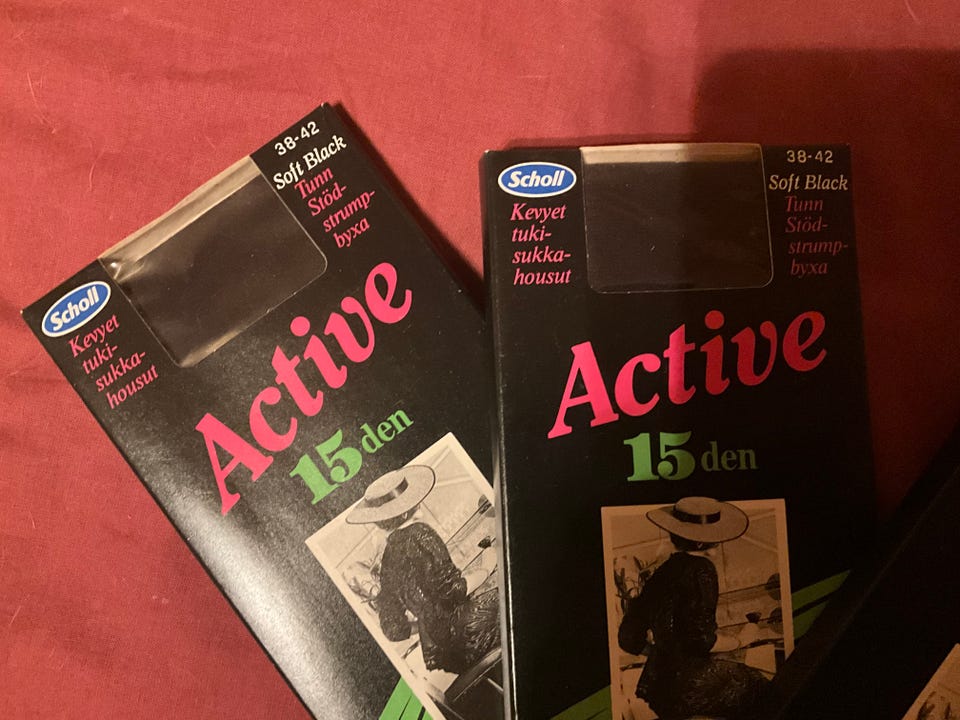 38-42
Soft Black
Scholl
Tunn
Stöd-
strump-
byxa
Kevyet
tuki-
sukka-
housut
Active
15 den
38-42
Scholl
Soft Black
Kevyet
tuki-
sukka-
housut
Tunn
Stöd-
strump-
byxa
Active
15 den